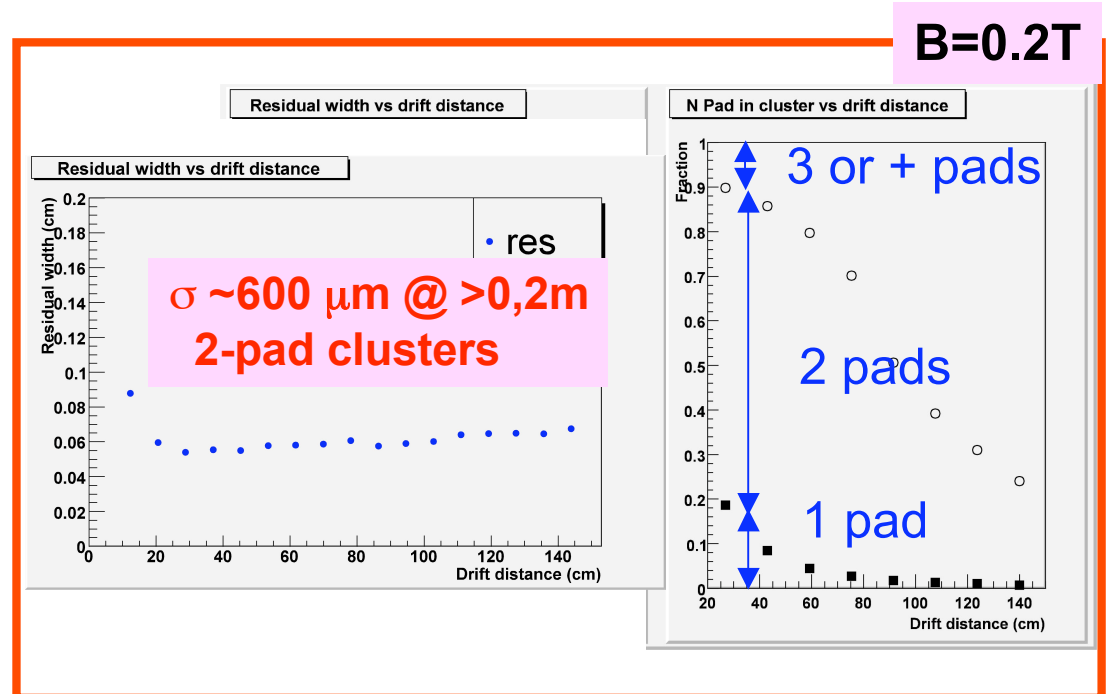 B=0.2T
Residual width vs drift distance
N Pad in cluster vs drift distance
Residual width vs drift distance
Residual width (cm)
0.2
0.18
0.16
0.14
0.12
0.1
0.08
0.06
0.04
0.02
0
0 20 40 60 80 100 120 140
Drift distance (cm)
res
σ ~600 μm @ >0,2m
2-pad clusters
Fraction
1
0.9
0.8
0.7
0.6
0.5
0.4
0.3
0.2
0.1
0
20 40 60 80 100 120 140
Drift distance (cm)
3 or + pads
2 pads
1 pad